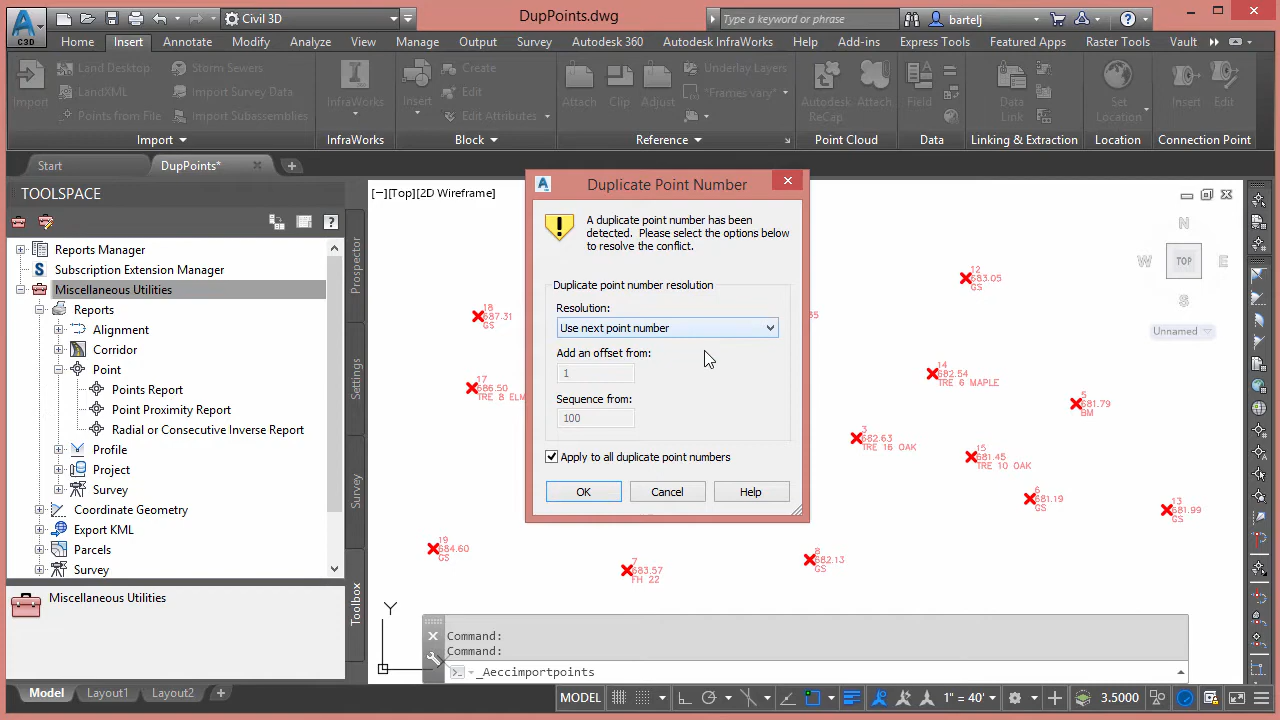 A
C3D
Civil 3D
DupPoints.dwg
Type a keyword or phrase
bartelj
?
Home
Insert
Annotate
Modify
Analyze
View
Manage
Output
Survey
Autodesk 360
Autodesk InfraWorks
Help
Add-ins
Express Tools
Featured Apps
Raster Tools
Vault
Import
Land Desktop
LandXML
Points from File
Storm Sewers
Import Survey Data
Import Subassemblies
Import
InfraWorks
InfraWorks
Insert
Create
Edit
Edit Attributes
Block
Attach
Clip
Adjust
Underlay Layers
*Frames vary*
Reference
Autodesk
ReCap
Attach
Point Cloud
Field
Data
Data
Link
Linking & Extraction
Set
Location
Location
Insert
Edit
Connection Point
Start
DupPoints*
TOOLSPACE
?
Reports Manager
Subscription Extension Manager
Miscellaneous Utilities
Reports
Alignment
Corridor
Point
Points Report
Point Proximity Report
Radial or Consecutive Inverse Report
Profile
Project
Survey
Coordinate Geometry
Export KML
Parcels
Survey
Miscellaneous Utilities
Prospector
Settings
Survey
Toolbox
[−][Top][2D Wireframe]
N
W
TOP
E
S
Unnamed
18
687.31
GS
17
686.50
TRE 8 ELM
19
684.60
GS
7
683.57
FH 22
8
682.13
GS
12
683.05
GS
14
682.54
TRE 6 MAPLE
5
681.79
BM
3
682.63
TRE 16 OAK
15
681.45
TRE 10 OAK
6
681.19
GS
13
681.99
GS
Duplicate Point Number
A duplicate point number has been
detected. Please select the options below
to resolve the conflict.
Duplicate point number resolution
Resolution:
Use next point number
Add an offset from:
1
Sequence from:
100
Apply to all duplicate point numbers
OK
Cancel
Help
Y
Command:
Command:
_Aeccimportpoints
Model
Layout1
Layout2
+
MODEL
1" = 40'
3.5000